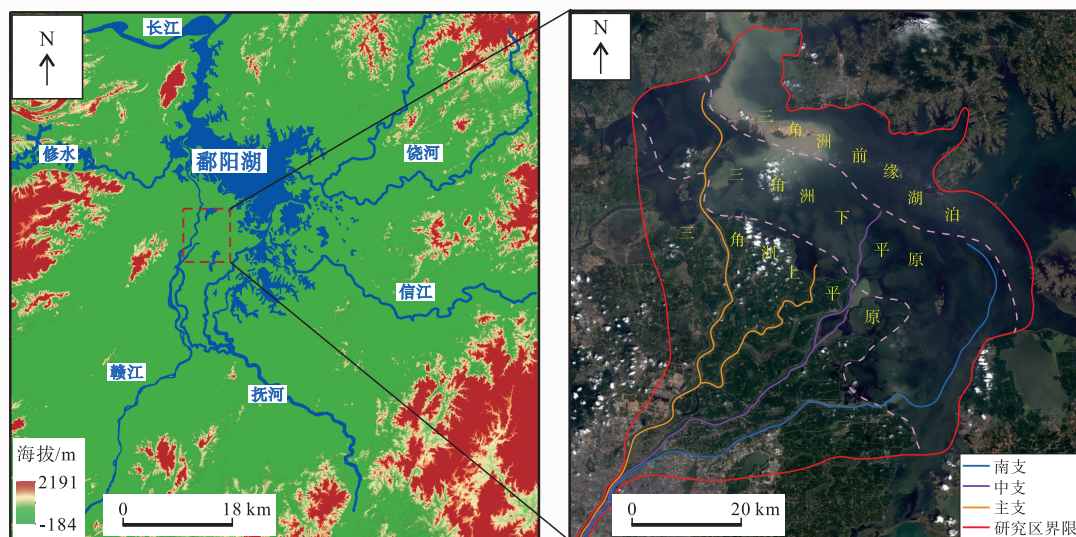 N
长江
修水
鄱阳湖
饶河
信江
赣江
抚河
海拔/m
2191
-184
0
18 km
N
三角洲前缘湖泊
三角洲下平原
三角洲上平原
南支
中支
主支
研究区界限
0
20 km